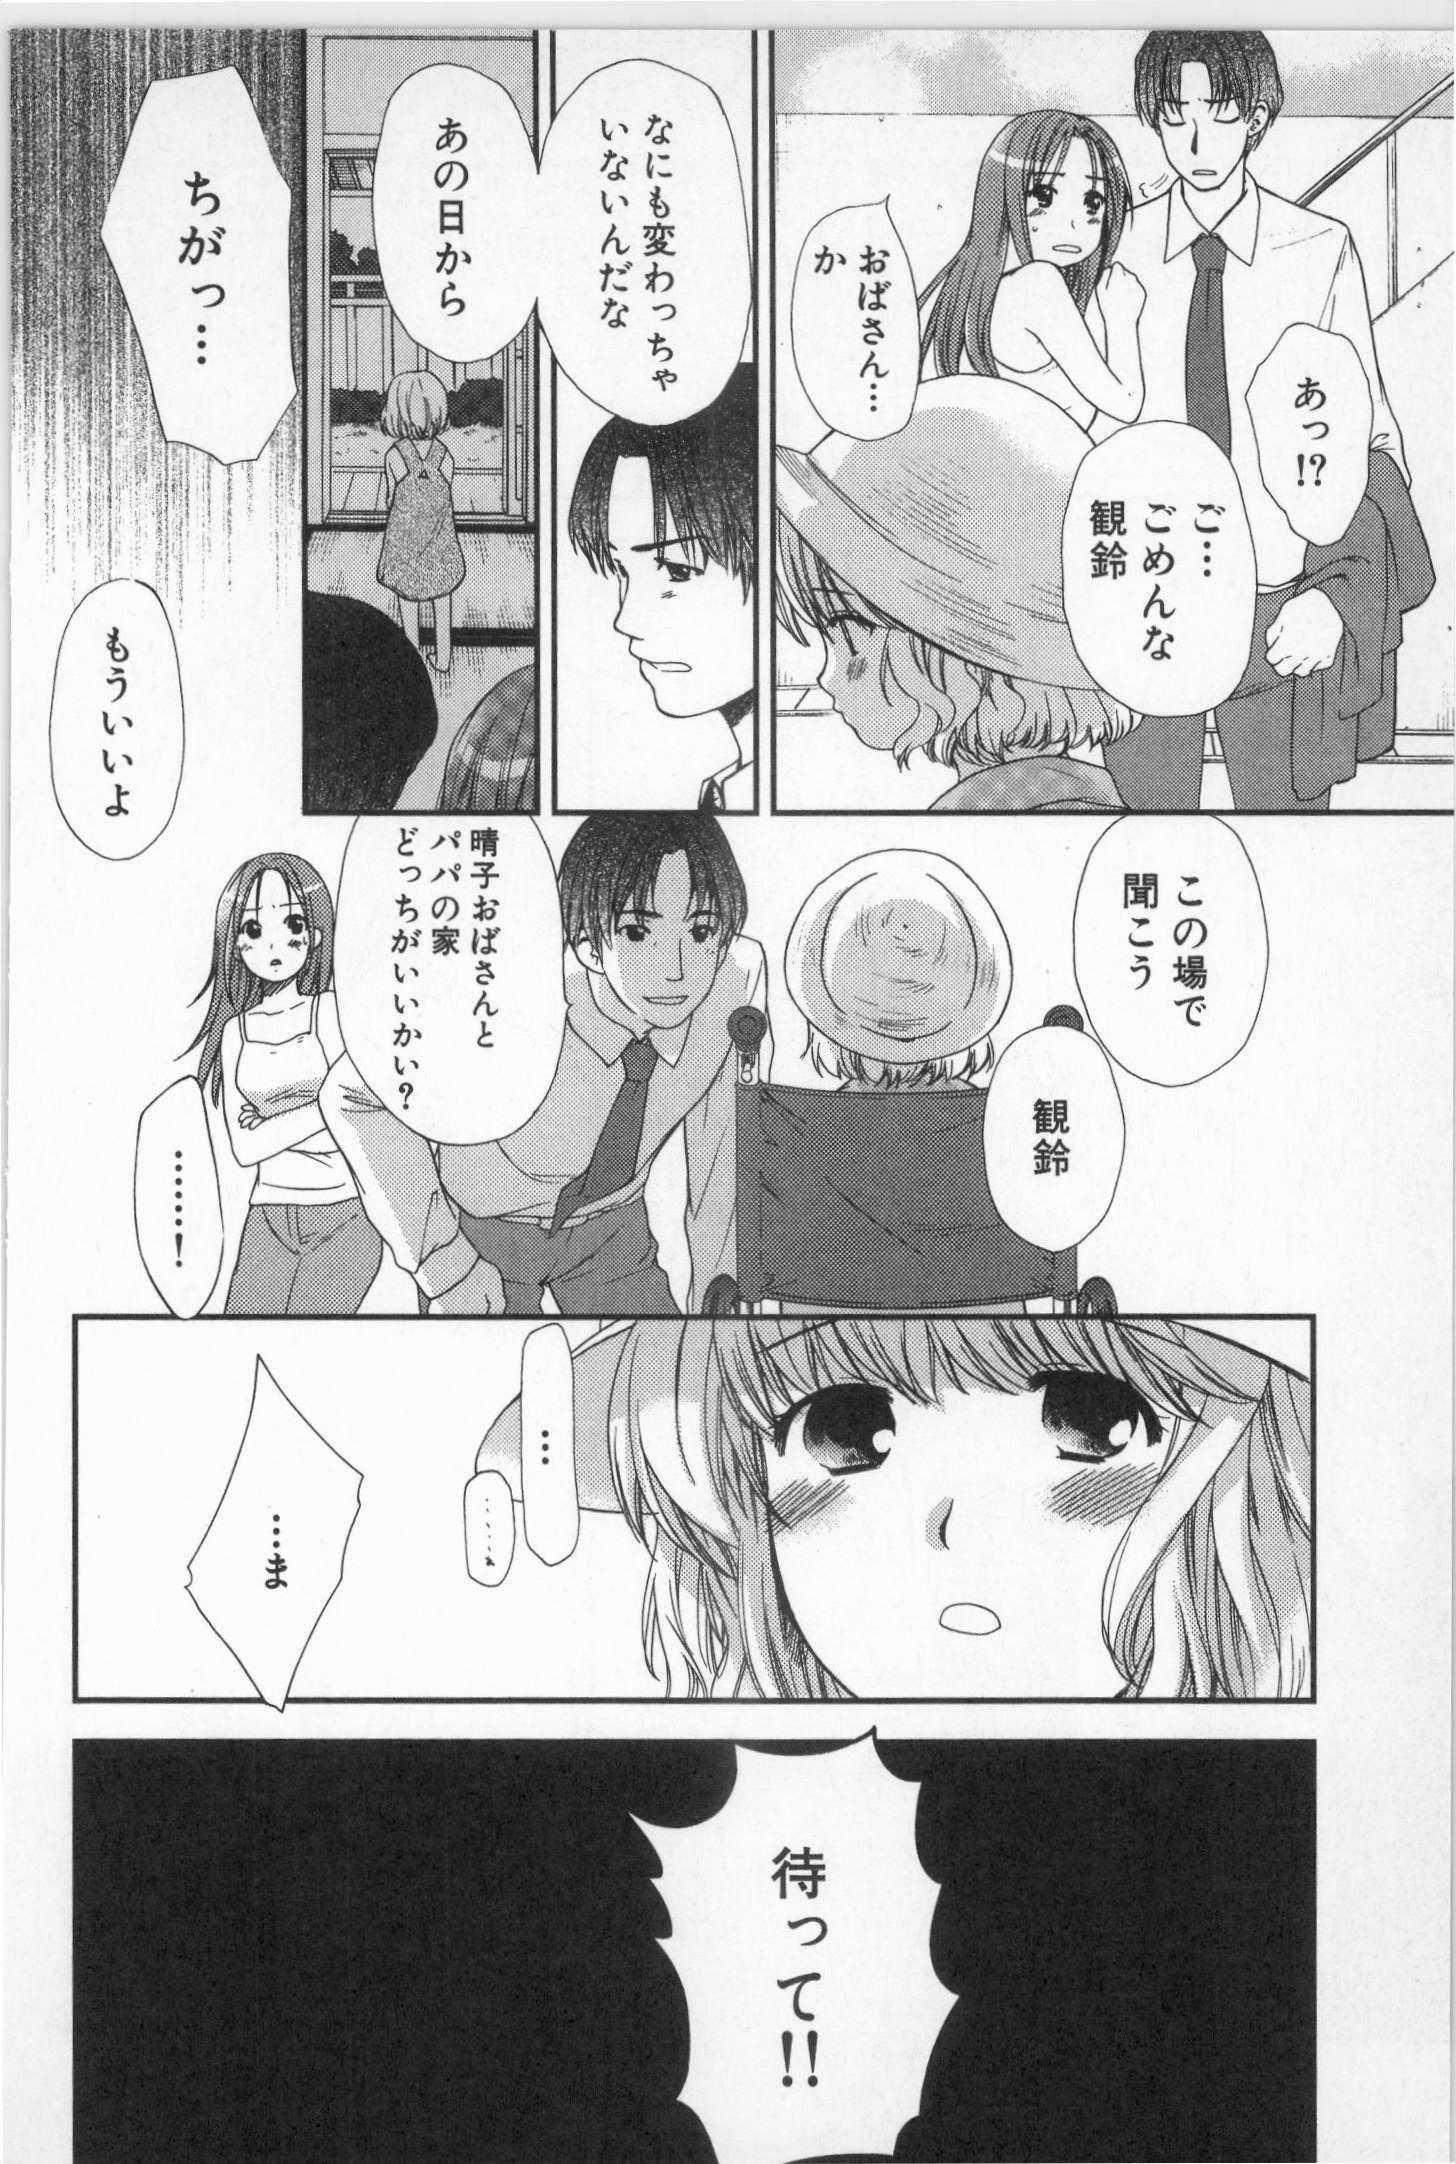 あっ!?
ご…
ごめんな
観鈴
おばさん…
か
なにも変わっちゃ
いないんだな
あの日から
ちがっ…
もういいよ
この場で
聞こう
観鈴
晴子おばさんと
パパの家
どっちがいいかい?
……!
…
……
…ま
待って!!